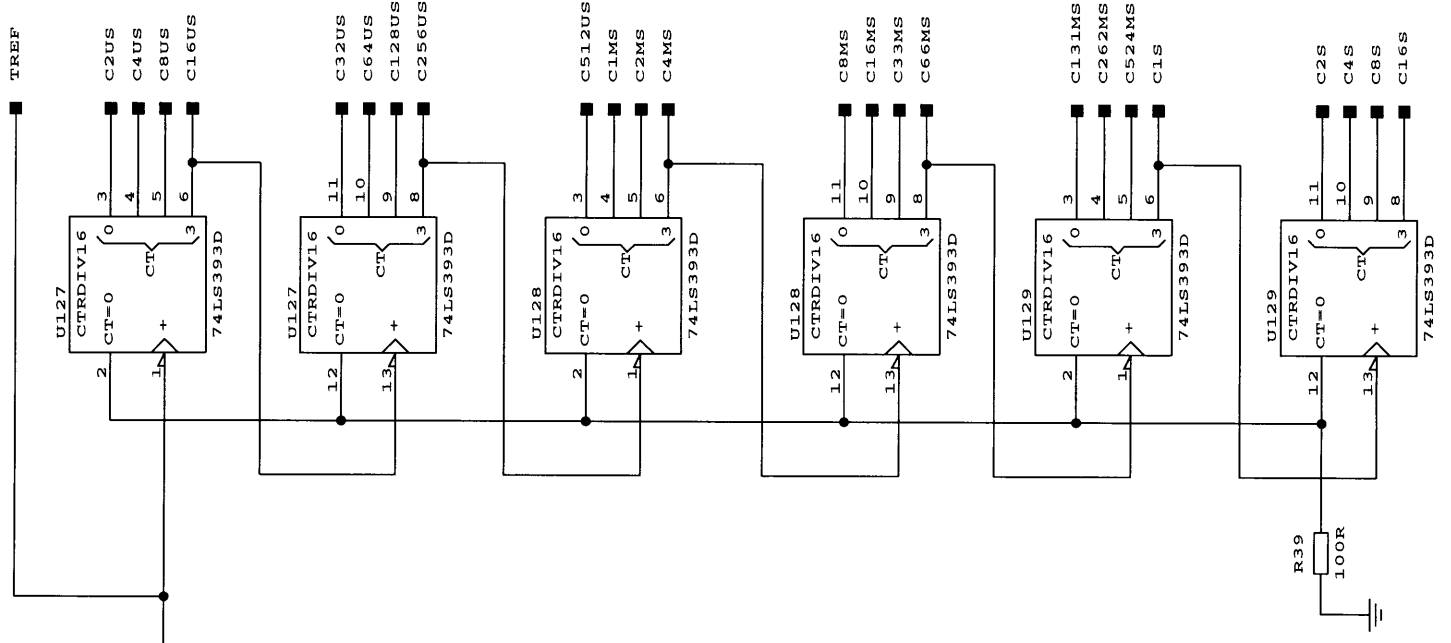 TREF
C2US
C4US
C8US
C16US
C32US
C64US
C128US
C256US
C512US
C1MS
C2MS
C4MS
C8MS
C16MS
C33MS
C66MS
C131MS
C262MS
C524MS
C1S
C2S
C4S
C8S
C16S
3
4
5
6
0
3
CT
U127
CTRDIV16
CT=0
+
74LS393D
2
1
11
10
9
8
0
3
CT
U127
CTRDIV16
CT=0
+
74LS393D
12
13
3
4
5
6
0
3
CT
U128
CTRDIV16
CT=0
+
74LS393D
2
1
11
10
9
8
0
3
CT
U128
CTRDIV16
CT=0
+
74LS393D
12
13
3
4
5
6
0
3
CT
U129
CTRDIV16
CT=0
+
74LS393D
2
1
11
10
9
8
0
3
CT
U129
CTRDIV16
CT=0
+
74LS393D
12
13
R39
100R